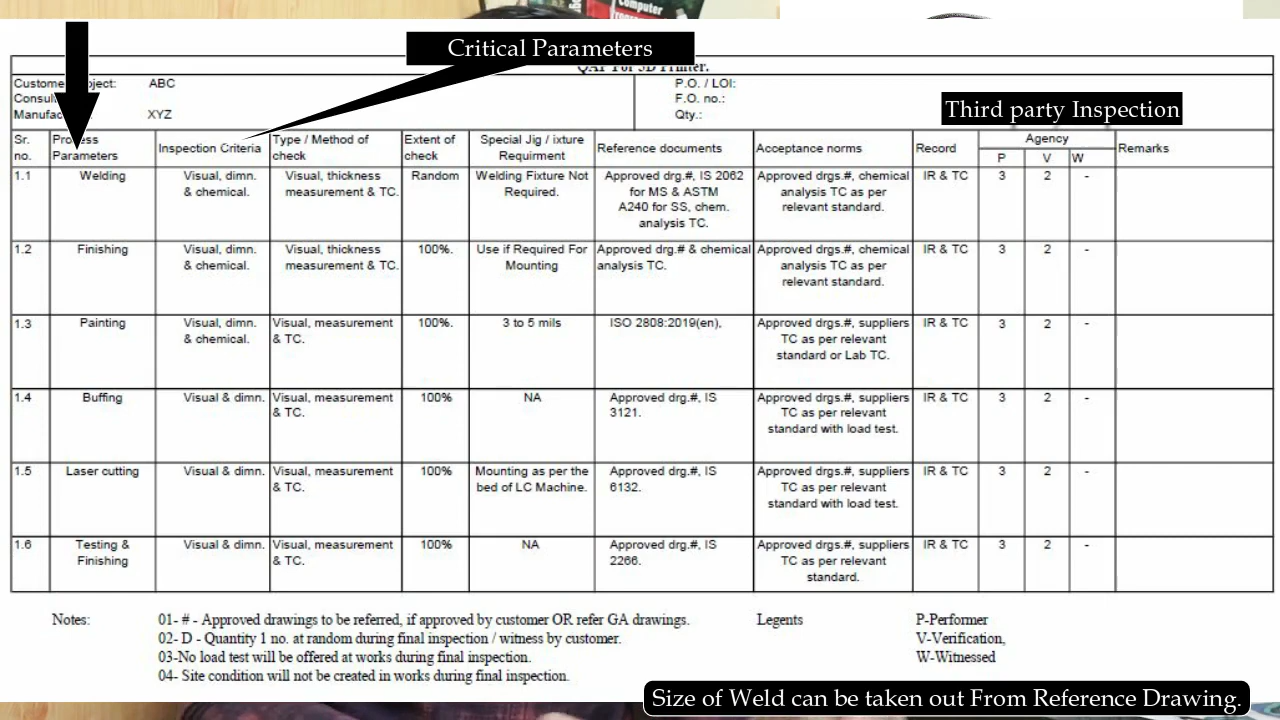 Computer
Critical Parameters
QAP For 3D Printer.
ABC
P.O. / LOI:
F.O. no.:
XYZ
Qty.:
Third party Inspection
Sr. no.
Process Parameters
Inspection Criteria
Type / Method of check
Extent of check
Special Jig / ixture Requirment
Reference documents
Acceptance norms
Record
Agency
P V W
Remarks
1.1 Welding
Visual, dimn. & chemical.
Visual, thickness measurement & TC.
Random
Welding Fixture Not Required.
Approved drg.#, IS 2062 for MS & ASTM A240 for SS, chem. analysis TC.
Approved drgs.#, chemical analysis TC as per relevant standard.
IR & TC 3 2 -
1.2 Finishing
Visual, dimn. & chemical.
Visual, thickness measurement & TC.
100%.
Use if Required For Mounting
Approved drg.# & chemical analysis TC.
Approved drgs.#, chemical analysis TC as per relevant standard.
IR & TC 3 2 -
1.3 Painting
Visual, dimn. & chemical.
Visual, measurement & TC.
100%.
3 to 5 mils
ISO 2808:2019(en),
Approved drgs.#, suppliers TC as per relevant standard or Lab TC.
IR & TC 3 2 -
1.4 Buffing
Visual & dimn.
Visual, measurement & TC.
100%
NA
Approved drg.#, IS 3121.
Approved drgs.#, suppliers TC as per relevant standard with load test.
IR & TC 3 2 -
1.5 Laser cutting
Visual & dimn.
Visual, measurement & TC.
100%
Mounting as per the bed of LC Machine.
Approved drg.#, IS 6132.
Approved drgs.#, suppliers TC as per relevant standard with load test.
IR & TC 3 2 -
1.6 Testing & Finishing
Visual & dimn.
Visual, measurement & TC.
100%
NA
Approved drg.#, IS 2266.
Approved drgs.#, suppliers TC as per relevant standard.
IR & TC 3 2 -
Notes:
01- # - Approved drawings to be referred, if approved by customer OR refer GA drawings.
02- D - Quantity 1 no. at random during final inspection / witness by customer.
03-No load test will be offered at works during final inspection.
04- Site condition will not be created in works during final inspection.
Legents
P-Performer
V-Verification,
W-Witnessed
Size of Weld can be taken out From Reference Drawing.